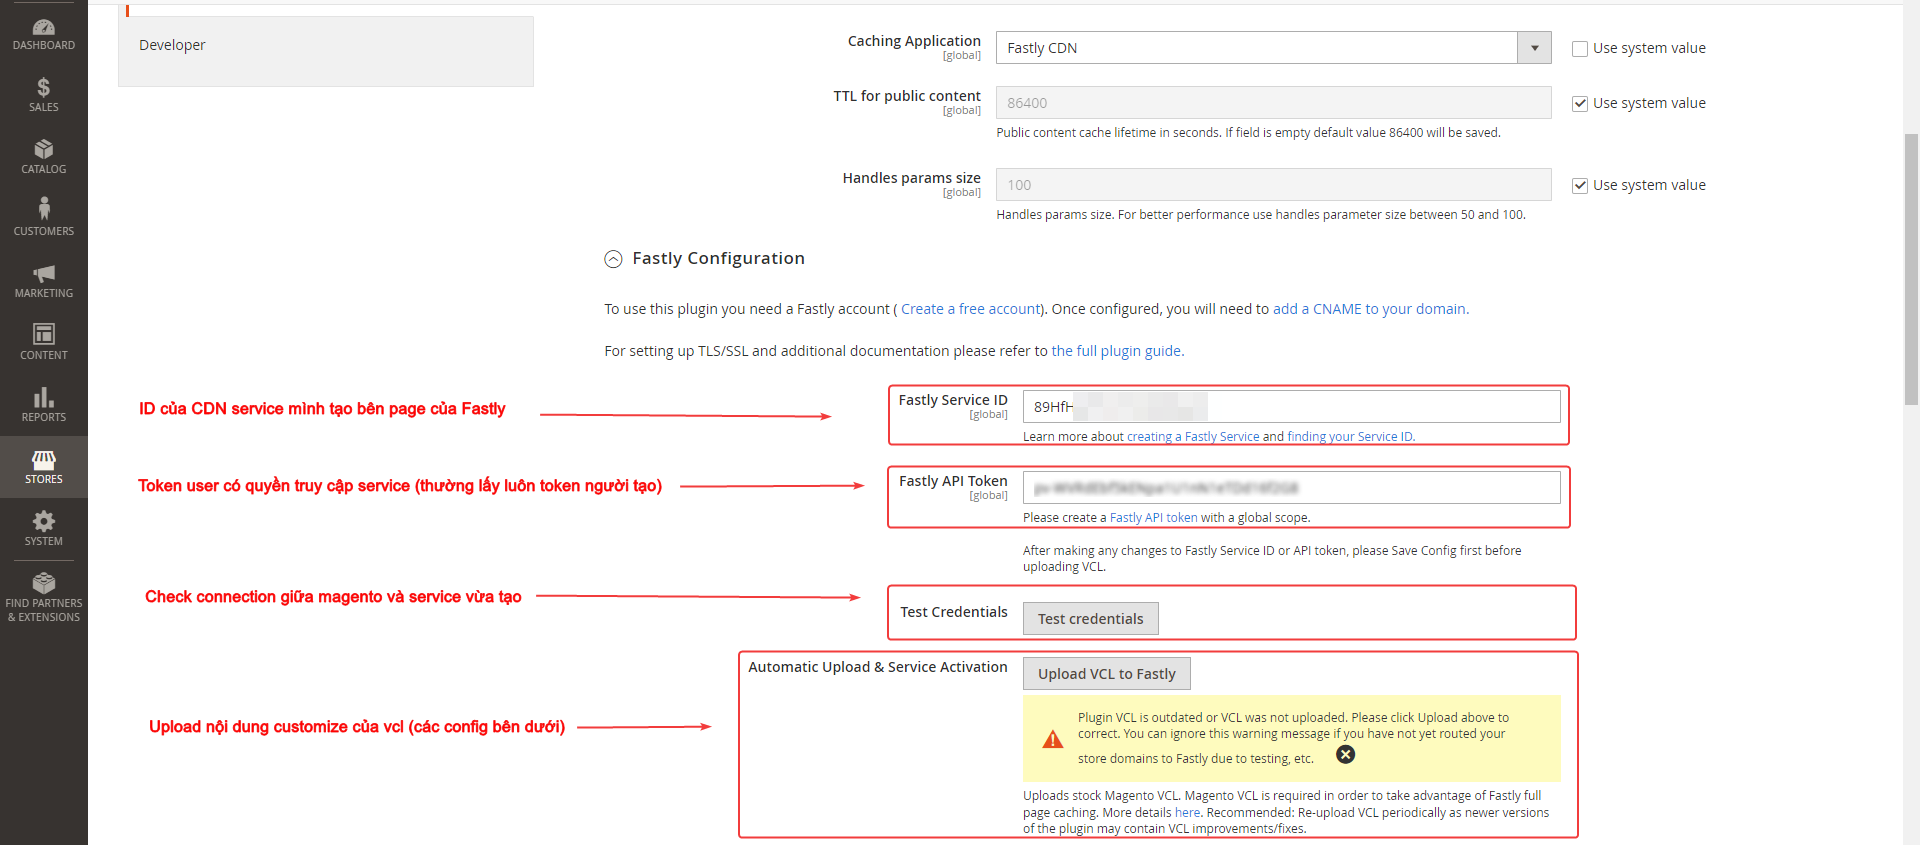 DASHBOARD
SALES
CATALOG
CUSTOMERS
MARKETING
CONTENT
REPORTS
STORES
SYSTEM
FIND PARTNERS
& EXTENSIONS
Developer
Caching Application
[global]
Fastly CDN
Use system value
TTL for public content
[global]
86400
Use system value
Public content cache lifetime in seconds. If field is empty default value 86400 will be saved.
Handles params size
[global]
100
Use system value
Handles params size. For better performance use handles parameter size between 50 and 100.
Fastly Configuration
To use this plugin you need a Fastly account ( Create a free account). Once configured, you will need to add a CNAME to your domain.
For setting up TLS/SSL and additional documentation please refer to the full plugin guide.
ID của CDN service mình tạo bên page của Fastly
Fastly Service ID
[global]
89HfH
Learn more about creating a Fastly Service and finding your Service ID.
Token user có quyền truy cập service (thường lấy luôn token người tạo)
Fastly API Token
[global]
Please create a Fastly API token with a global scope.
After making any changes to Fastly Service ID or API token, please Save Config first before
uploading VCL.
Check connection giữa magento và service vừa tạo
Test Credentials
Test credentials
Automatic Upload & Service Activation
Upload VCL to Fastly
Upload nội dung customize của vcl (các config bên dưới)
Plugin VCL is outdated or VCL was not uploaded. Please click Upload above to
correct. You can ignore this warning message if you have not yet routed your
store domains to Fastly due to testing, etc.
Uploads stock Magento VCL. Magento VCL is required in order to take advantage of Fastly full
page caching. More details here. Recommended: Re-upload VCL periodically as newer versions
of the plugin may contain VCL improvements/fixes.